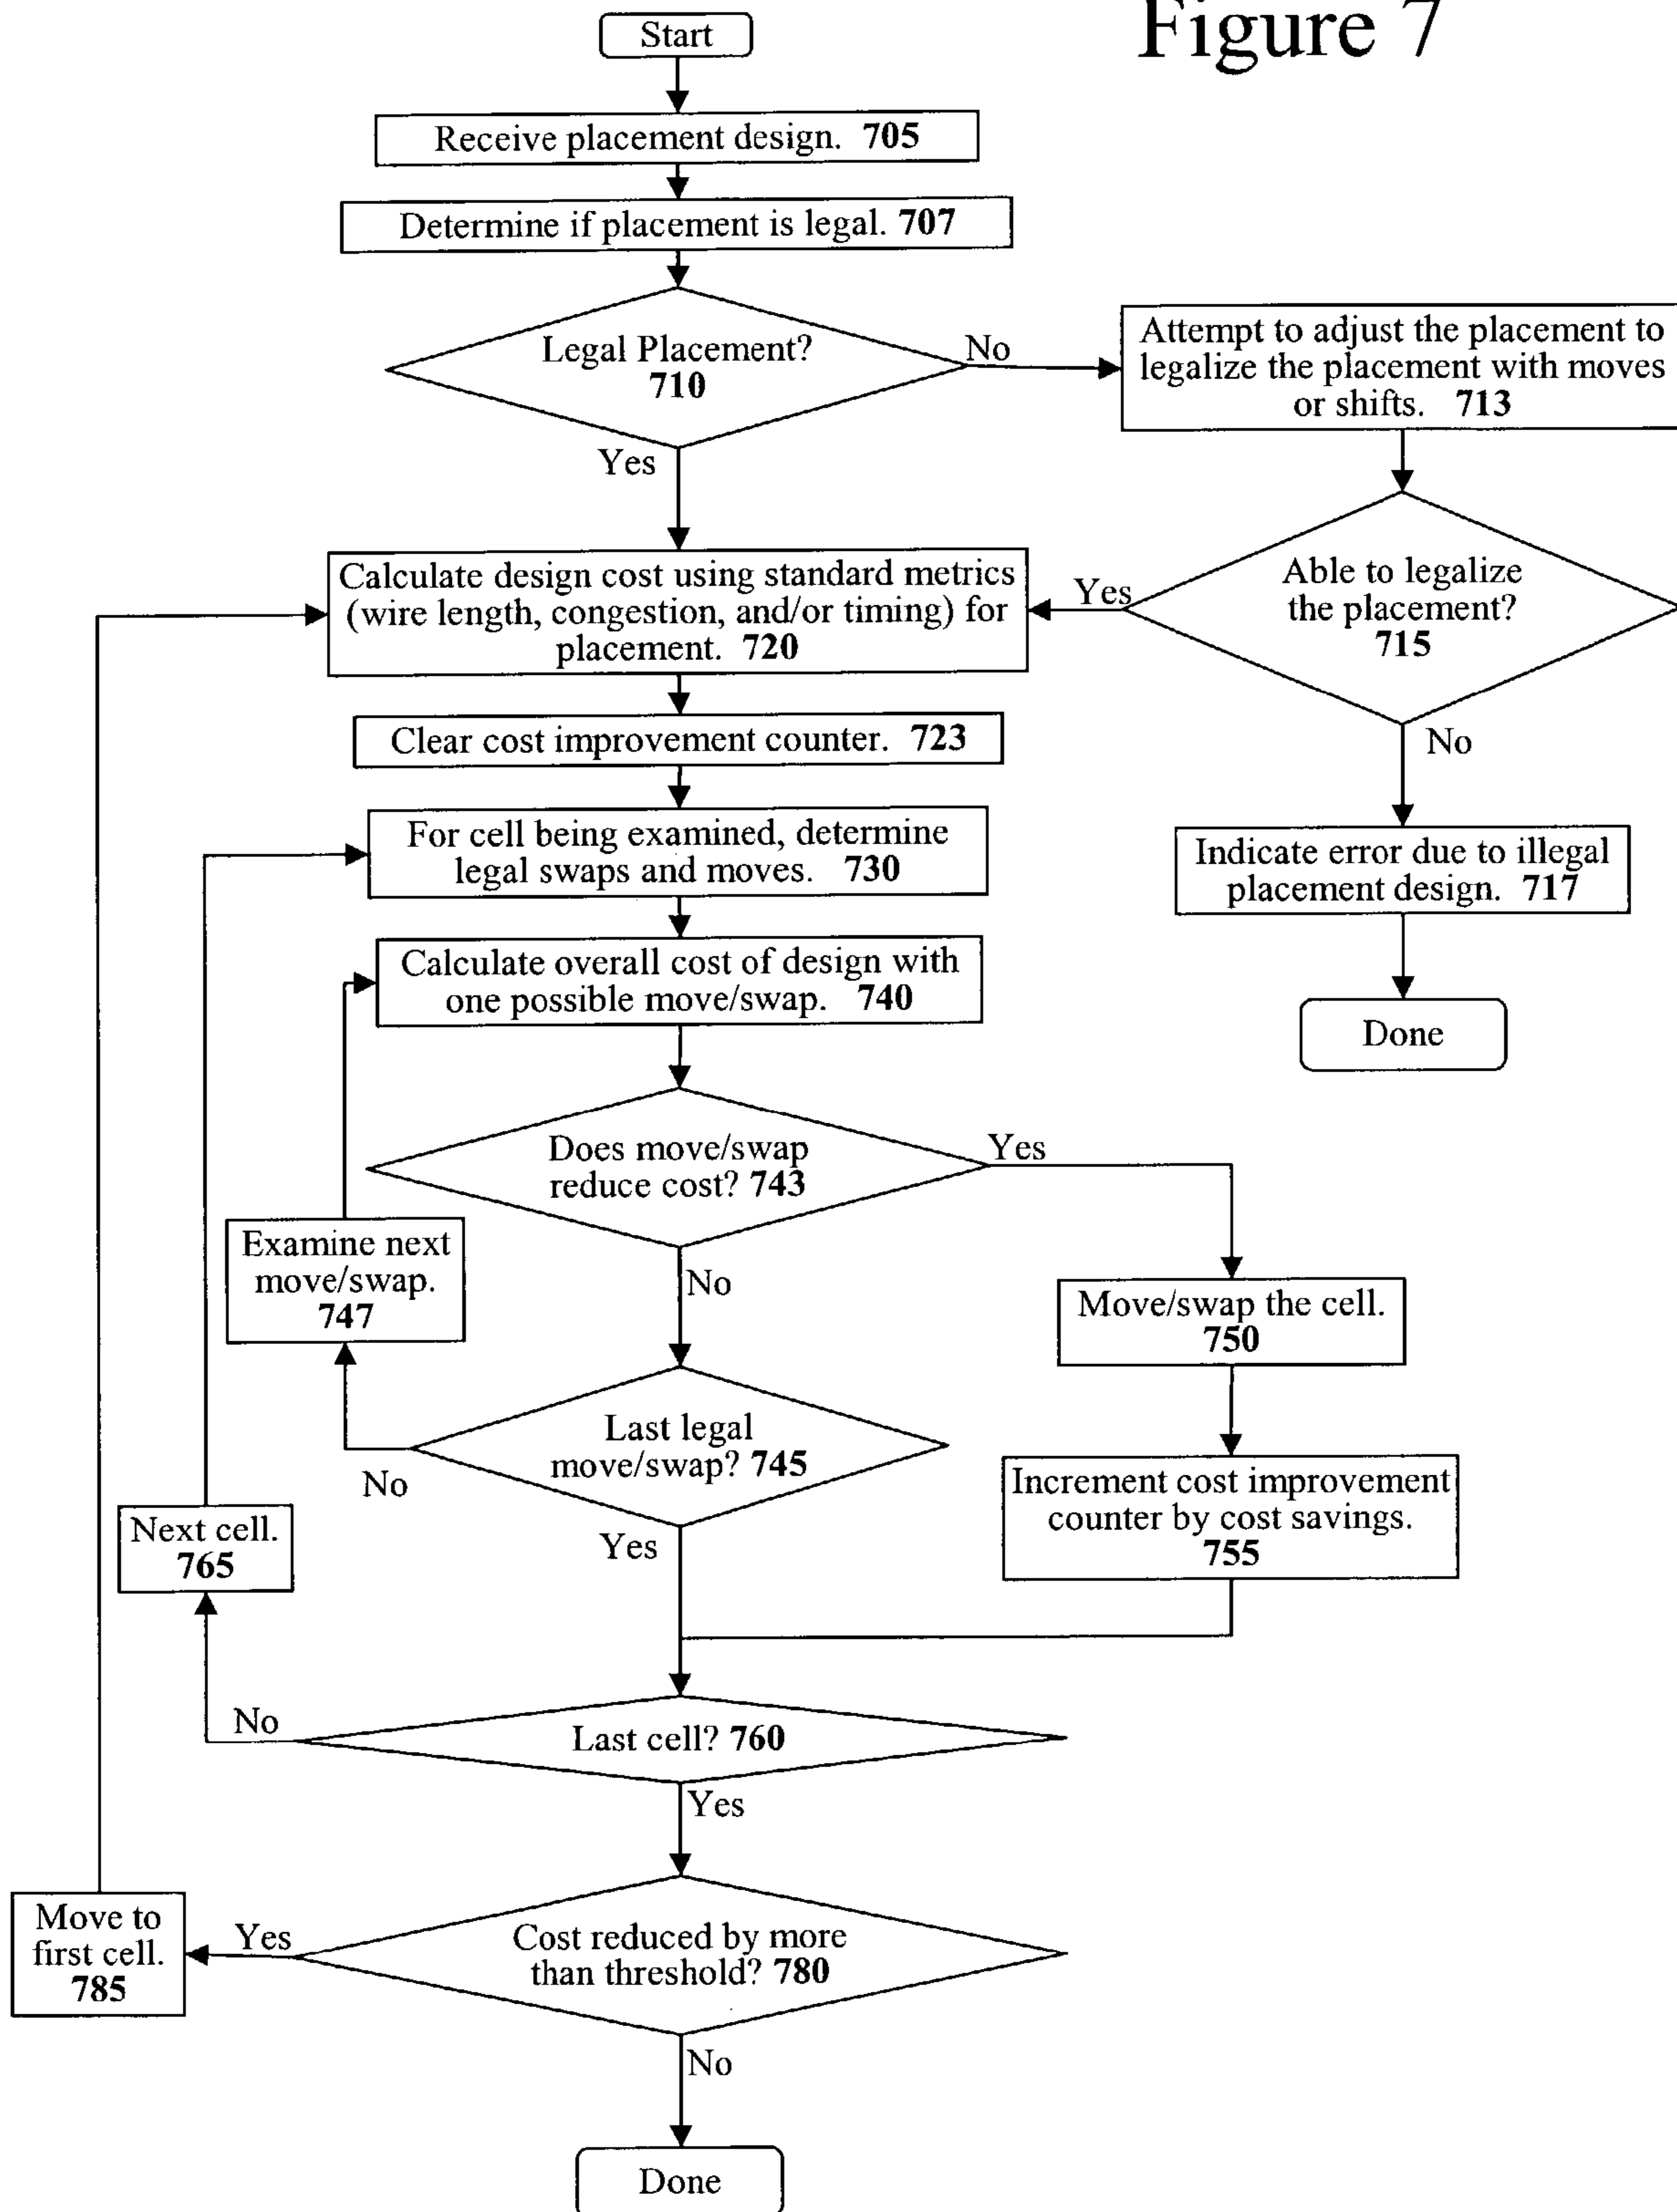 Figure 7
Start
Receive placement design. 705
Determine if placement is legal. 707
Legal Placement?
710
No
Yes
Attempt to adjust the placement to
legalize the placement with moves
or shifts. 713
Calculate design cost using standard metrics
(wire length, congestion, and/or timing) for
placement. 720
Yes
Able to legalize
the placement?
715
No
Clear cost improvement counter. 723
For cell being examined, determine
legal swaps and moves. 730
Indicate error due to illegal
placement design. 717
Calculate overall cost of design with
one possible move/swap. 740
Done
Does move/swap
reduce cost? 743
Yes
No
Examine next
move/swap.
747
Move/swap the cell.
750
Last legal
move/swap? 745
No
Yes
Increment cost improvement
counter by cost savings.
755
Next cell.
765
Last cell? 760
No
Yes
Cost reduced by more
than threshold? 780
Yes
Move to
first cell.
785
No
Done